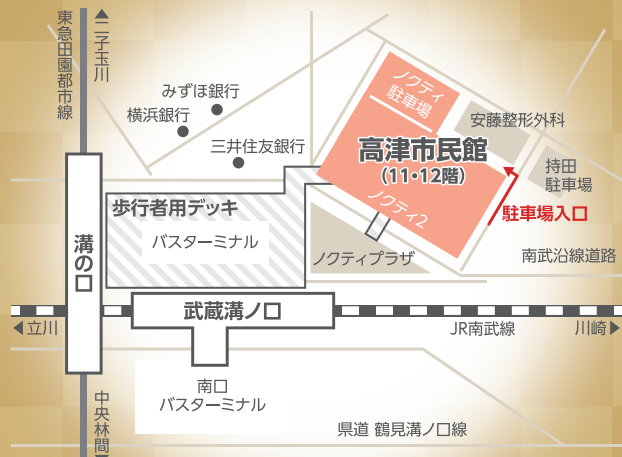 東急田園都市線
▲二子玉川
みずほ銀行
横浜銀行
三井住友銀行
ノクティ
駐車場
安藤整形外科
高津市民館
(11・12階)
持田
駐車場
駐車場入口
ノクティ2
歩行者用デッキ
バスターミナル
ノクティプラザ
南武沿線道路
溝の口
武蔵溝ノ口
◀立川
JR南武線
川崎▶
南口
バスターミナル
中央林間
県道 鶴見溝ノ口線